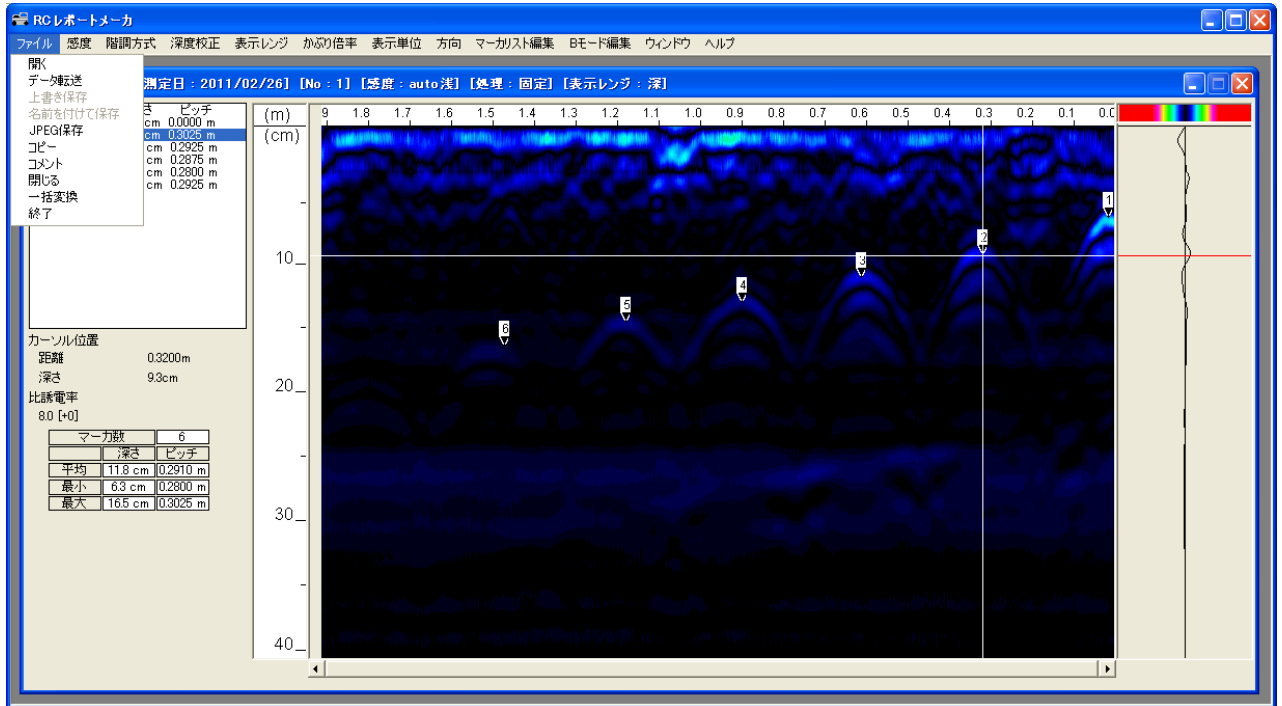 RCレポートメーカ
ファイル 感度 階調方式 深度校正 表示レンジ かぶり倍率 表示単位 方向 マーカリスト編集 Bモード編集 ウィンドウ ヘルプ
開く
データ転送
上書き保存
名前を付けて保存
JPEG保存
コピー
コメント
閉じる
一括変換
終了
測定日：2011/02/26] [No：1] [感度：auto浅] [処理：固定] [表示レンジ：深]
さ ピッチ
cm 0.0000 m
cm 0.3025 m
cm 0.2925 m
cm 0.2875 m
cm 0.2800 m
cm 0.2925 m
カーソル位置
距離 0.3200m
深さ 9.3cm
比誘電率
8.0 [+0]
マーカ数 6
深さ ピッチ
平均 11.8 cm 0.2910 m
最小 6.3 cm 0.2800 m
最大 16.5 cm 0.3025 m
(m) 9 1.8 1.7 1.6 1.5 1.4 1.3 1.2 1.1 1.0 0.9 0.8 0.7 0.6 0.5 0.4 0.3 0.2 0.1 0.0
(cm)
1
2
10
3
4
5
6
20
30
40